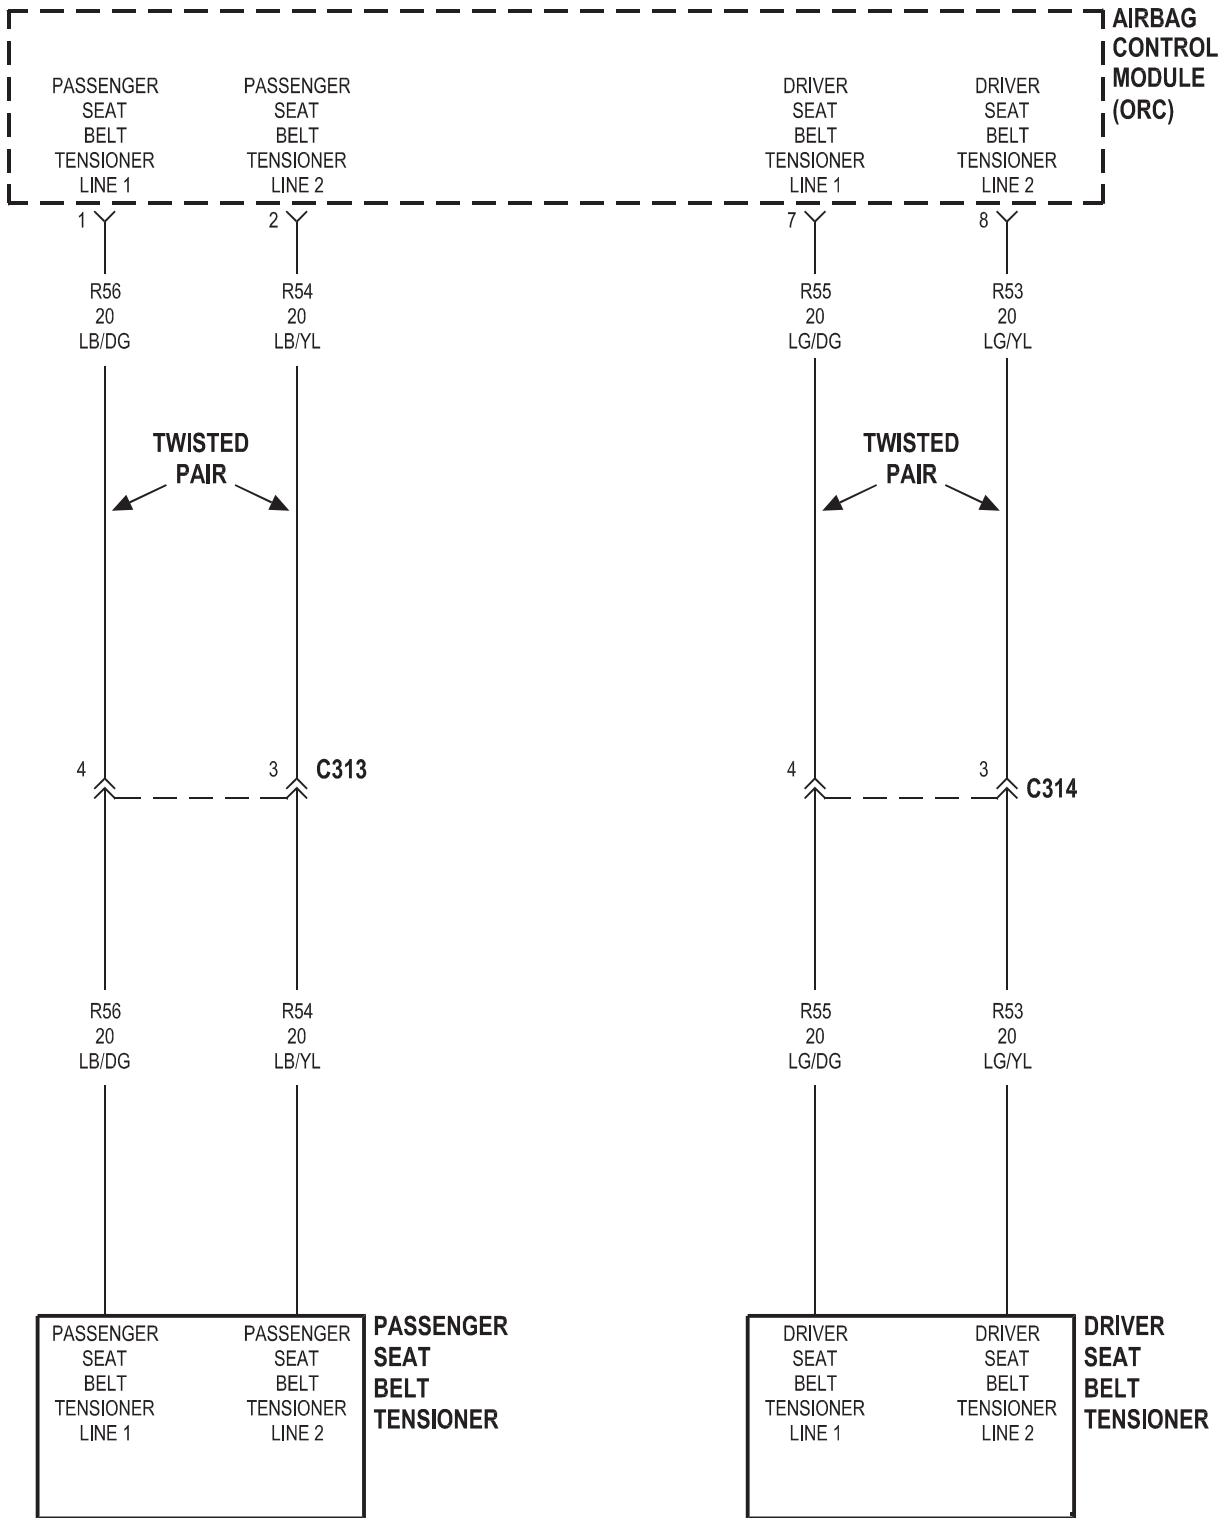 AIRBAG
CONTROL
MODULE
(ORC)
PASSENGER
SEAT
BELT
TENSIONER
LINE 1
PASSENGER
SEAT
BELT
TENSIONER
LINE 2
DRIVER
SEAT
BELT
TENSIONER
LINE 1
DRIVER
SEAT
BELT
TENSIONER
LINE 2
1
2
7
8
R56
20
LB/DG
R54
20
LB/YL
R55
20
LG/DG
R53
20
LG/YL
TWISTED
PAIR
TWISTED
PAIR
4
3
C313
4
3
C314
R56
20
LB/DG
R54
20
LB/YL
R55
20
LG/DG
R53
20
LG/YL
PASSENGER
SEAT
BELT
TENSIONER
LINE 1
PASSENGER
SEAT
BELT
TENSIONER
LINE 2
PASSENGER
SEAT
BELT
TENSIONER
DRIVER
SEAT
BELT
TENSIONER
LINE 1
DRIVER
SEAT
BELT
TENSIONER
LINE 2
DRIVER
SEAT
BELT
TENSIONER